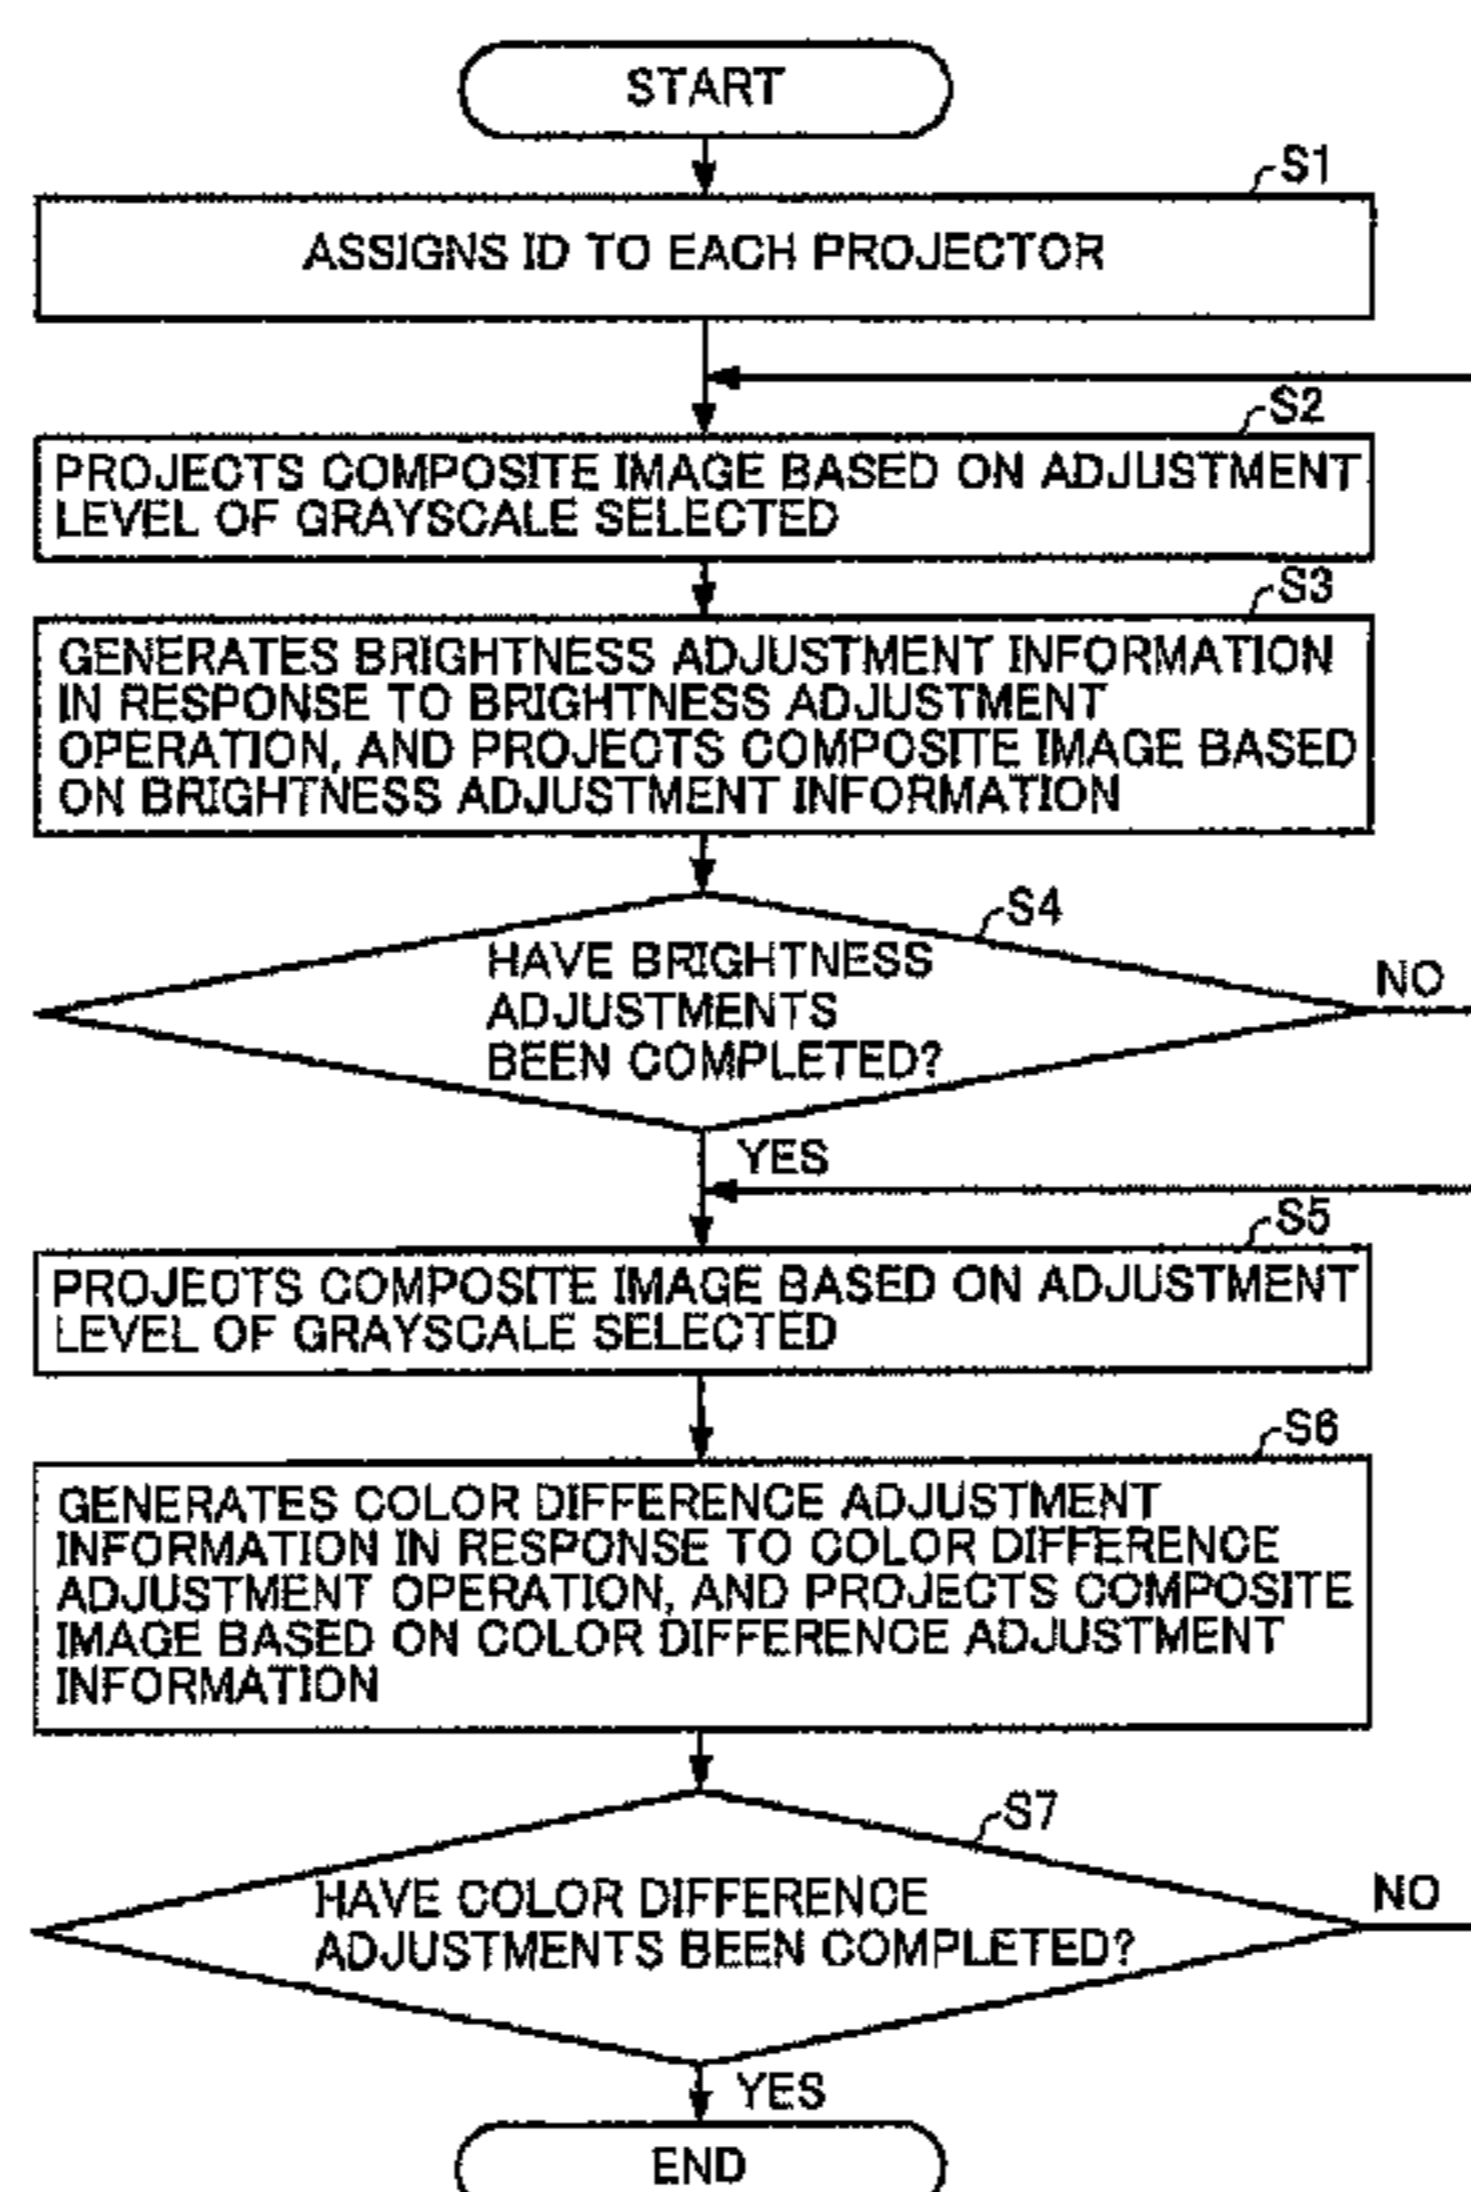 START
S1
ASSIGNS ID TO EACH PROJECTOR
S2
PROJECTS COMPOSITE IMAGE BASED ON ADJUSTMENT
LEVEL OF GRAYSCALE SELECTED
S3
GENERATES BRIGHTNESS ADJUSTMENT INFORMATION
IN RESPONSE TO BRIGHTNESS ADJUSTMENT
OPERATION, AND PROJECTS COMPOSITE IMAGE BASED
ON BRIGHTNESS ADJUSTMENT INFORMATION
S4
HAVE BRIGHTNESS
ADJUSTMENTS
BEEN COMPLETED?
NO
YES
S5
PROJECTS COMPOSITE IMAGE BASED ON ADJUSTMENT
LEVEL OF GRAYSCALE SELECTED
S6
GENERATES COLOR DIFFERENCE ADJUSTMENT
INFORMATION IN RESPONSE TO COLOR DIFFERENCE
ADJUSTMENT OPERATION, AND PROJECTS COMPOSITE
IMAGE BASED ON COLOR DIFFERENCE ADJUSTMENT
INFORMATION
S7
HAVE COLOR DIFFERENCE
ADJUSTMENTS BEEN COMPLETED?
NO
YES
END